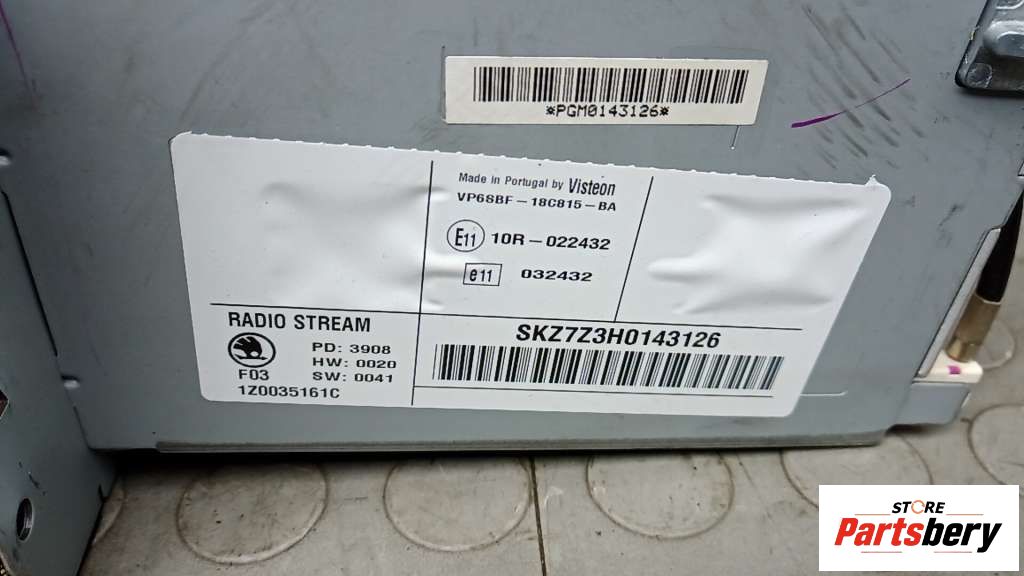 *PGM0143126*
Made in Portugal by Visteon
VP6SBF-18C815-BA
E11 10R-022432
e11 032432
RADIO STREAM
PD: 3908
HW: 0020
F03 SW: 0041
1Z0035161C
SKZ7Z3H0143126
STORE
Partsbery